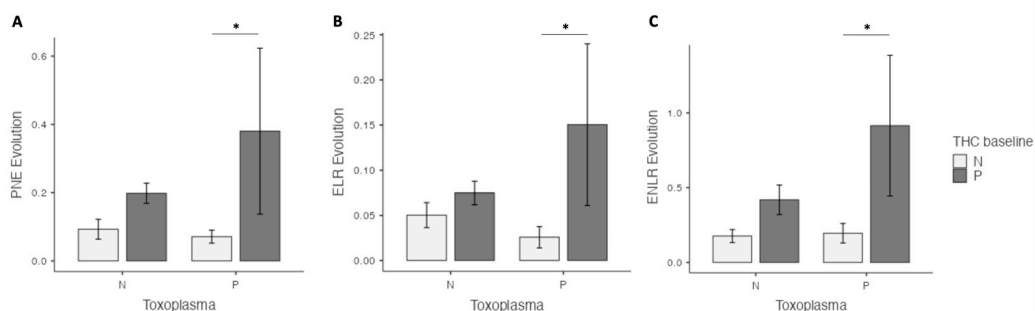 A
*
0.6
0.4
0.2
0.0
PNE Evolution
N P
Toxoplasma
B
*
0.25
0.20
0.15
0.10
0.05
0.00
ELR Evolution
N P
Toxoplasma
C
*
1.0
0.5
0.0
ENLR Evolution
N P
Toxoplasma
THC baseline
N
P